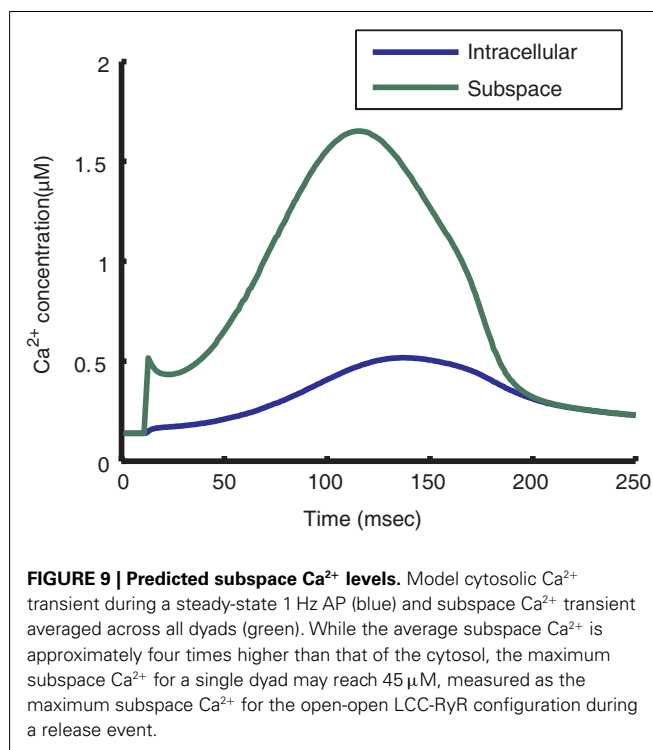 Intracellular
Subspace
2
1.5
1
0.5
0
Ca²⁺ concentration(μM)
0 50 100 150 200 250
Time (msec)
FIGURE 9 | Predicted subspace Ca²⁺ levels. Model cytosolic Ca²⁺
transient during a steady-state 1 Hz AP (blue) and subspace Ca²⁺ transient
averaged across all dyads (green). While the average subspace Ca²⁺ is
approximately four times higher than that of the cytosol, the maximum
subspace Ca²⁺ for a single dyad may reach 45 μM, measured as the
maximum subspace Ca²⁺ for the open-open LCC-RyR configuration during
a release event.